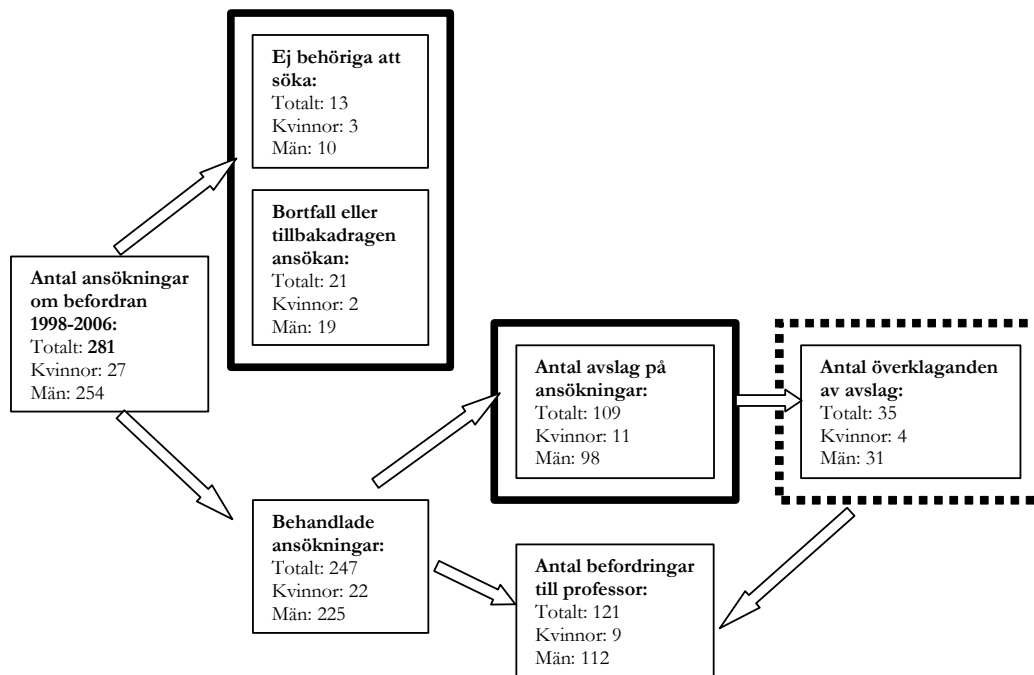 Ej behöriga att
söka:
Totalt: 13
Kvinnor: 3
Män: 10
Bortfall eller
tillbakadragen
ansökan:
Totalt: 21
Kvinnor: 2
Män: 19
Antal ansökningar
om befordran
1998-2006:
Totalt: 281
Kvinnor: 27
Män: 254
Antal avslag på
ansökningar:
Totalt: 109
Kvinnor: 11
Män: 98
Antal överklaganden
av avslag:
Totalt: 35
Kvinnor: 4
Män: 31
Behandlade
ansökningar:
Totalt: 247
Kvinnor: 22
Män: 225
Antal befordringar
till professor:
Totalt: 121
Kvinnor: 9
Män: 112